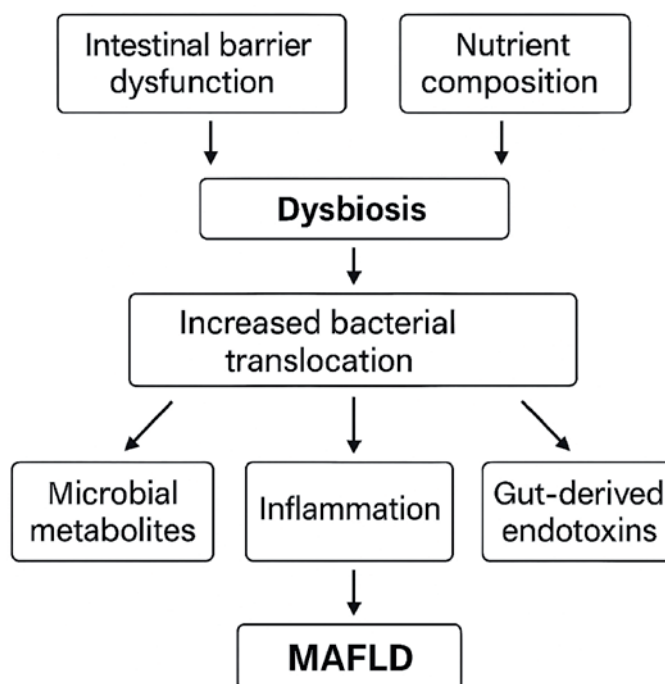 Intestinal barrier
dysfunction
Nutrient
composition
Dysbiosis
Increased bacterial
translocation
Microbial
metabolites
Inflammation
Gut-derived
endotoxins
MAFLD